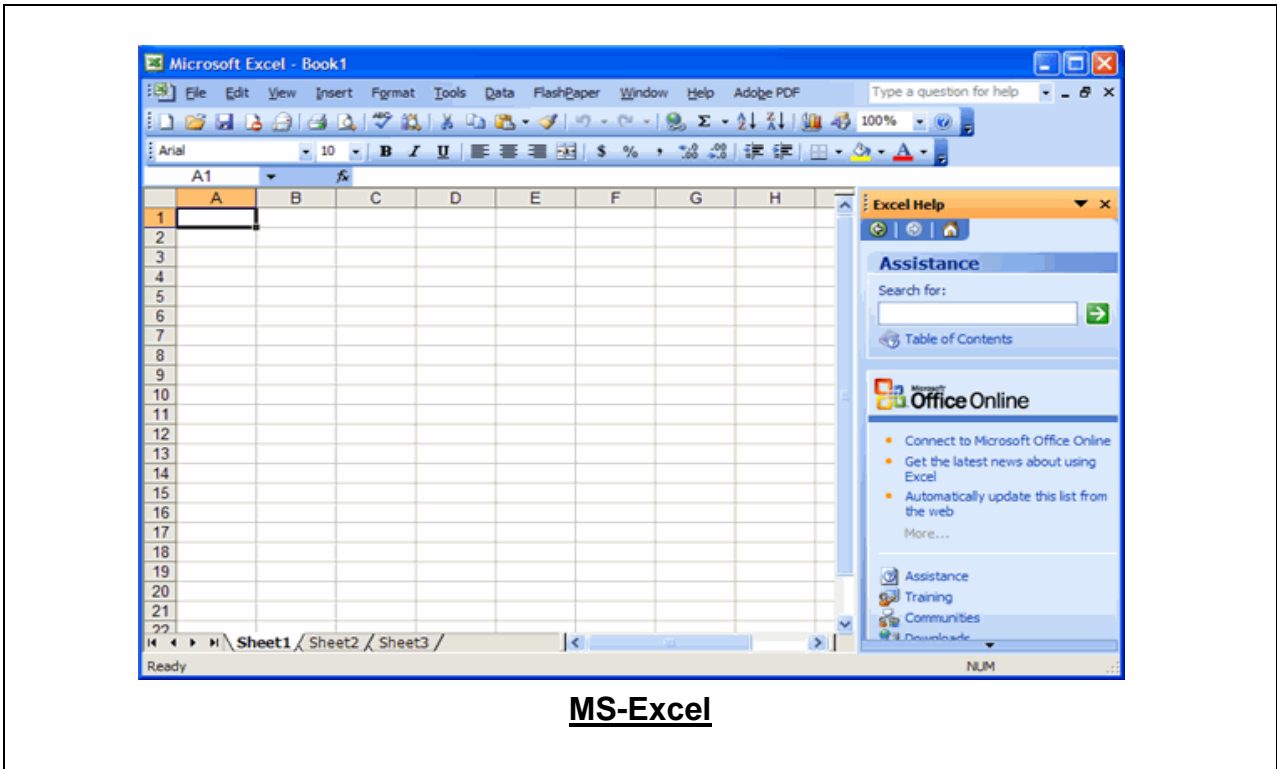 Microsoft Excel - Book1
File Edit View Insert Format Tools Data FlashPaper Window Help Adobe PDF Type a question for help
Σ 100%
Arial 10 B I U $ % , A
A1 fx
A B C D E F G H
1
2
3
4
5
6
7
8
9
10
11
12
13
14
15
16
17
18
19
20
21
22
Sheet1 Sheet2 Sheet3
Ready NUM
Excel Help
Assistance
Search for:
Table of Contents
Microsoft
Office Online
Connect to Microsoft Office Online
Get the latest news about using
Excel
Automatically update this list from
the web
More...
Assistance
Training
Communities
Downloads
MS-Excel